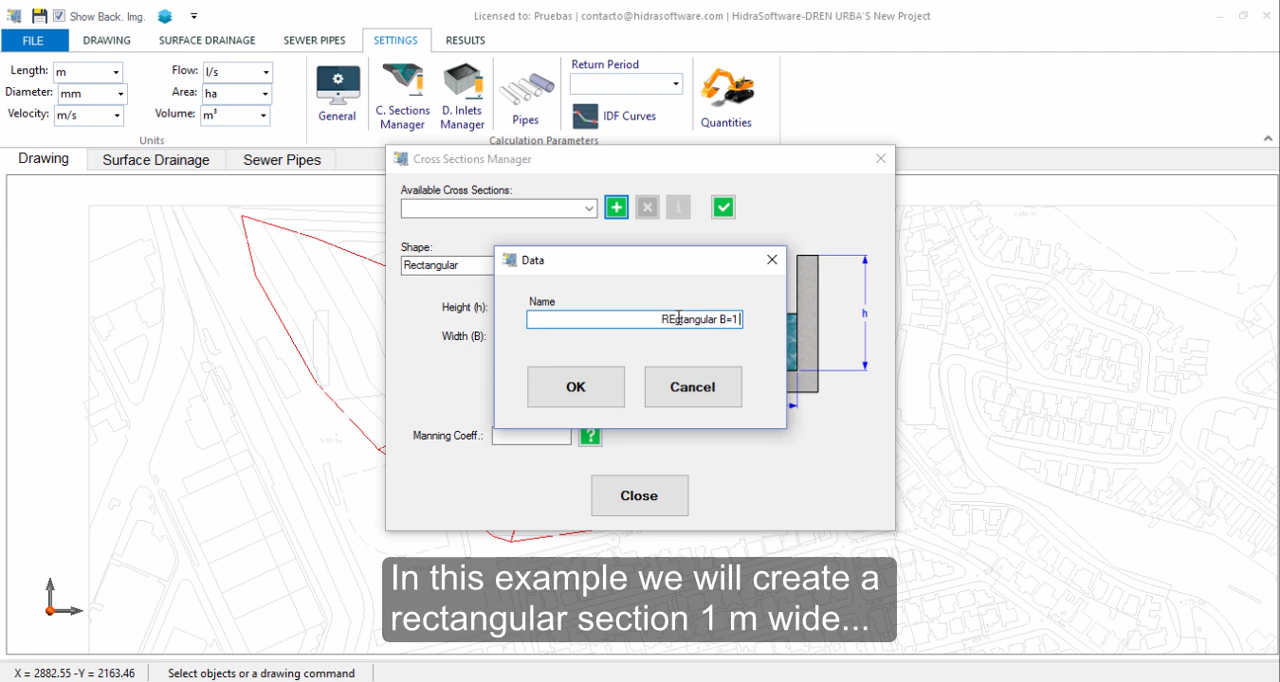 Show Back. Img.
Licensed to: Pruebas | contacto@hidrasoftware.com | HidraSoftware-DREN URBA'S New Project
FILE DRAWING SURFACE DRAINAGE SEWER PIPES SETTINGS RESULTS
Length: m Flow: l/s
Diameter: mm Area: ha
Velocity: m/s Volume: m³
Units
General
C. Sections Manager
D. Inlets Manager
Pipes
Return Period
IDF Curves
Calculation Parameters
Quantities
Drawing Surface Drainage Sewer Pipes
Cross Sections Manager
Available Cross Sections:
Shape:
Rectangular
Height (h):
Width (B):
Manning Coeff.:
h
Data
Name
REctangular B=1
OK Cancel
Close
In this example we will create a
rectangular section 1 m wide...
X = 2882.55 -Y = 2163.46 Select objects or a drawing command